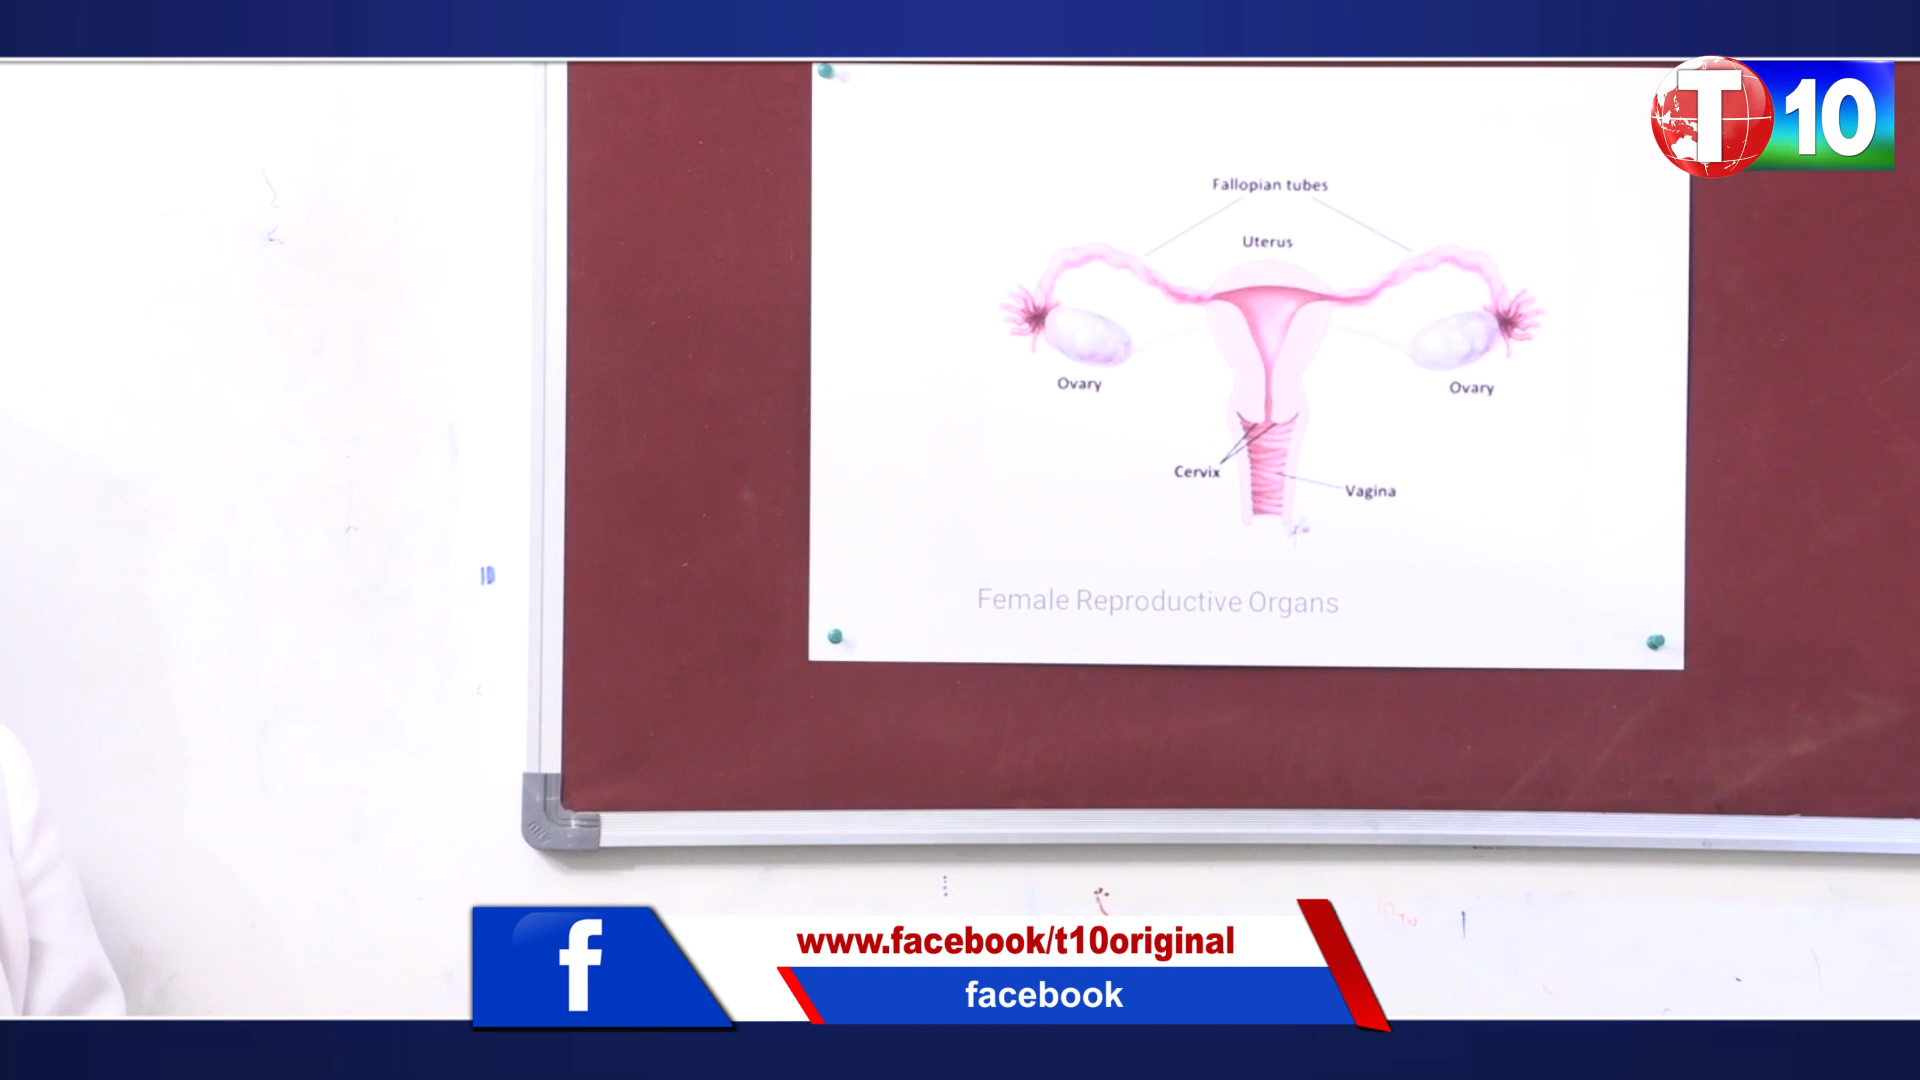 T 10
Fallopian tubes
Uterus
Ovary
Ovary
Cervix
Vagina
Female Reproductive Organs
f
www.facebook/t10original
facebook